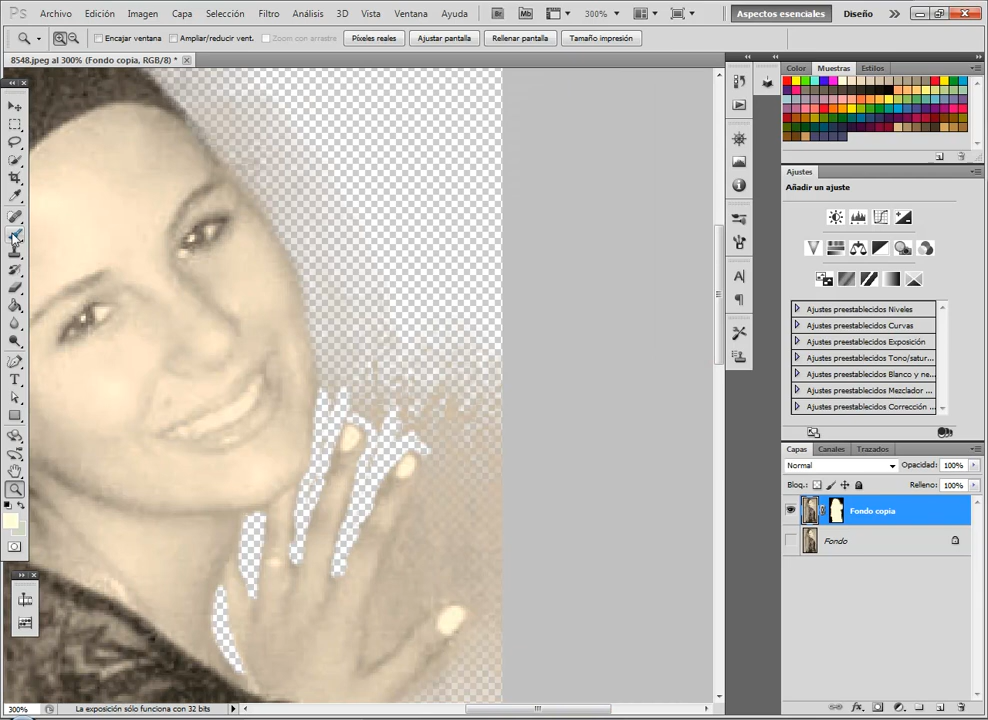 Ps Archivo Edición Imagen Capa Selección Filtro Análisis 3D Vista Ventana Ayuda Br Mb 300% Aspectos esenciales Diseño
Encajar ventana Ampliar/reducir vent. Zoom con arrastre Píxeles reales Ajustar pantalla Rellenar pantalla Tamaño impresión
8548.jpeg al 300% (Fondo copia, RGB/8) *
Color Muestras Estilos
Ajustes
Añadir un ajuste
Ajustes preestablecidos Niveles
Ajustes preestablecidos Curvas
Ajustes preestablecidos Exposición
Ajustes preestablecidos Tono/satur...
Ajustes preestablecidos Blanco y ne...
Ajustes preestablecidos Mezclador ...
Ajustes preestablecidos Corrección ...
Capas Canales Trazados
Normal Opacidad: 100%
Bloq.: Relleno: 100%
Fondo copia
Fondo
300% La exposición sólo funciona con 32 bits